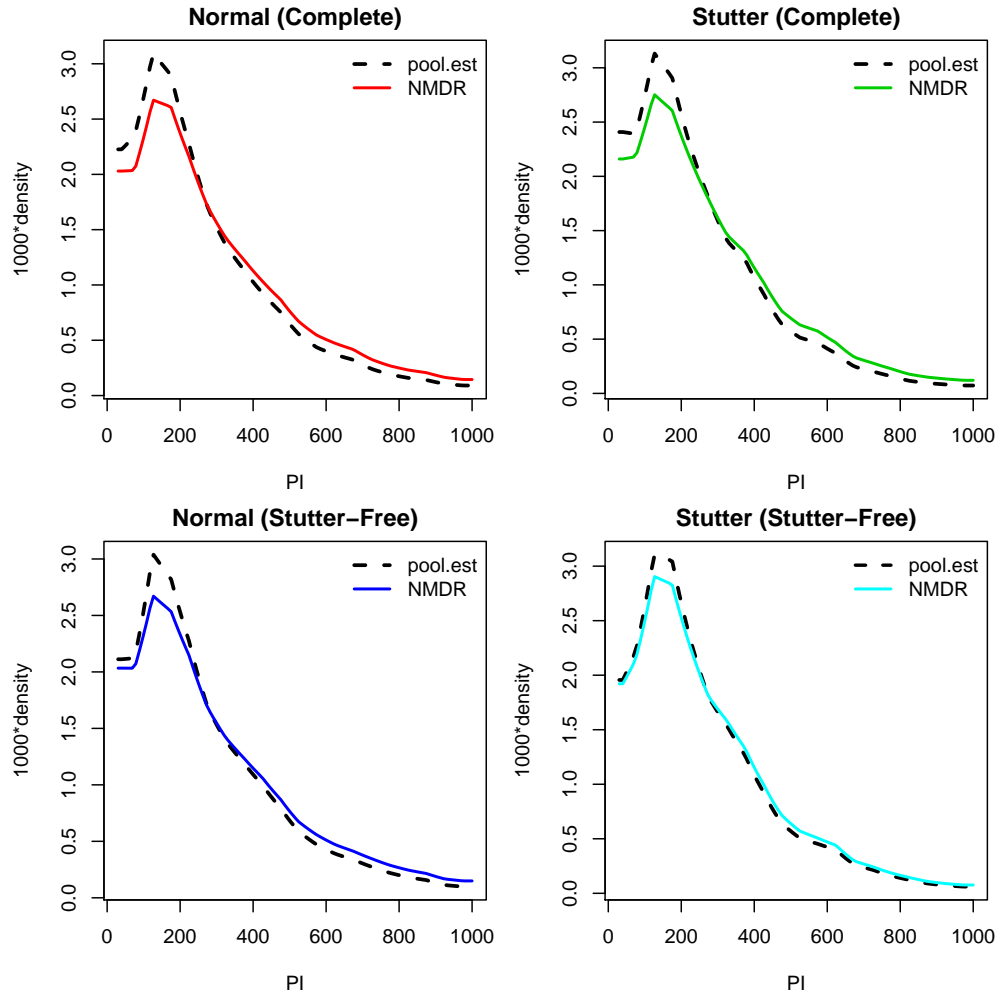 Normal (Complete)
pool.est
NMDR
1000*density
0.0 0.5 1.0 1.5 2.0 2.5 3.0
0 200 400 600 800 1000
PI
Stutter (Complete)
pool.est
NMDR
1000*density
0.0 0.5 1.0 1.5 2.0 2.5 3.0
0 200 400 600 800 1000
PI
Normal (Stutter−Free)
pool.est
NMDR
1000*density
0.0 0.5 1.0 1.5 2.0 2.5 3.0
0 200 400 600 800 1000
PI
Stutter (Stutter−Free)
pool.est
NMDR
1000*density
0.0 0.5 1.0 1.5 2.0 2.5 3.0
0 200 400 600 800 1000
PI